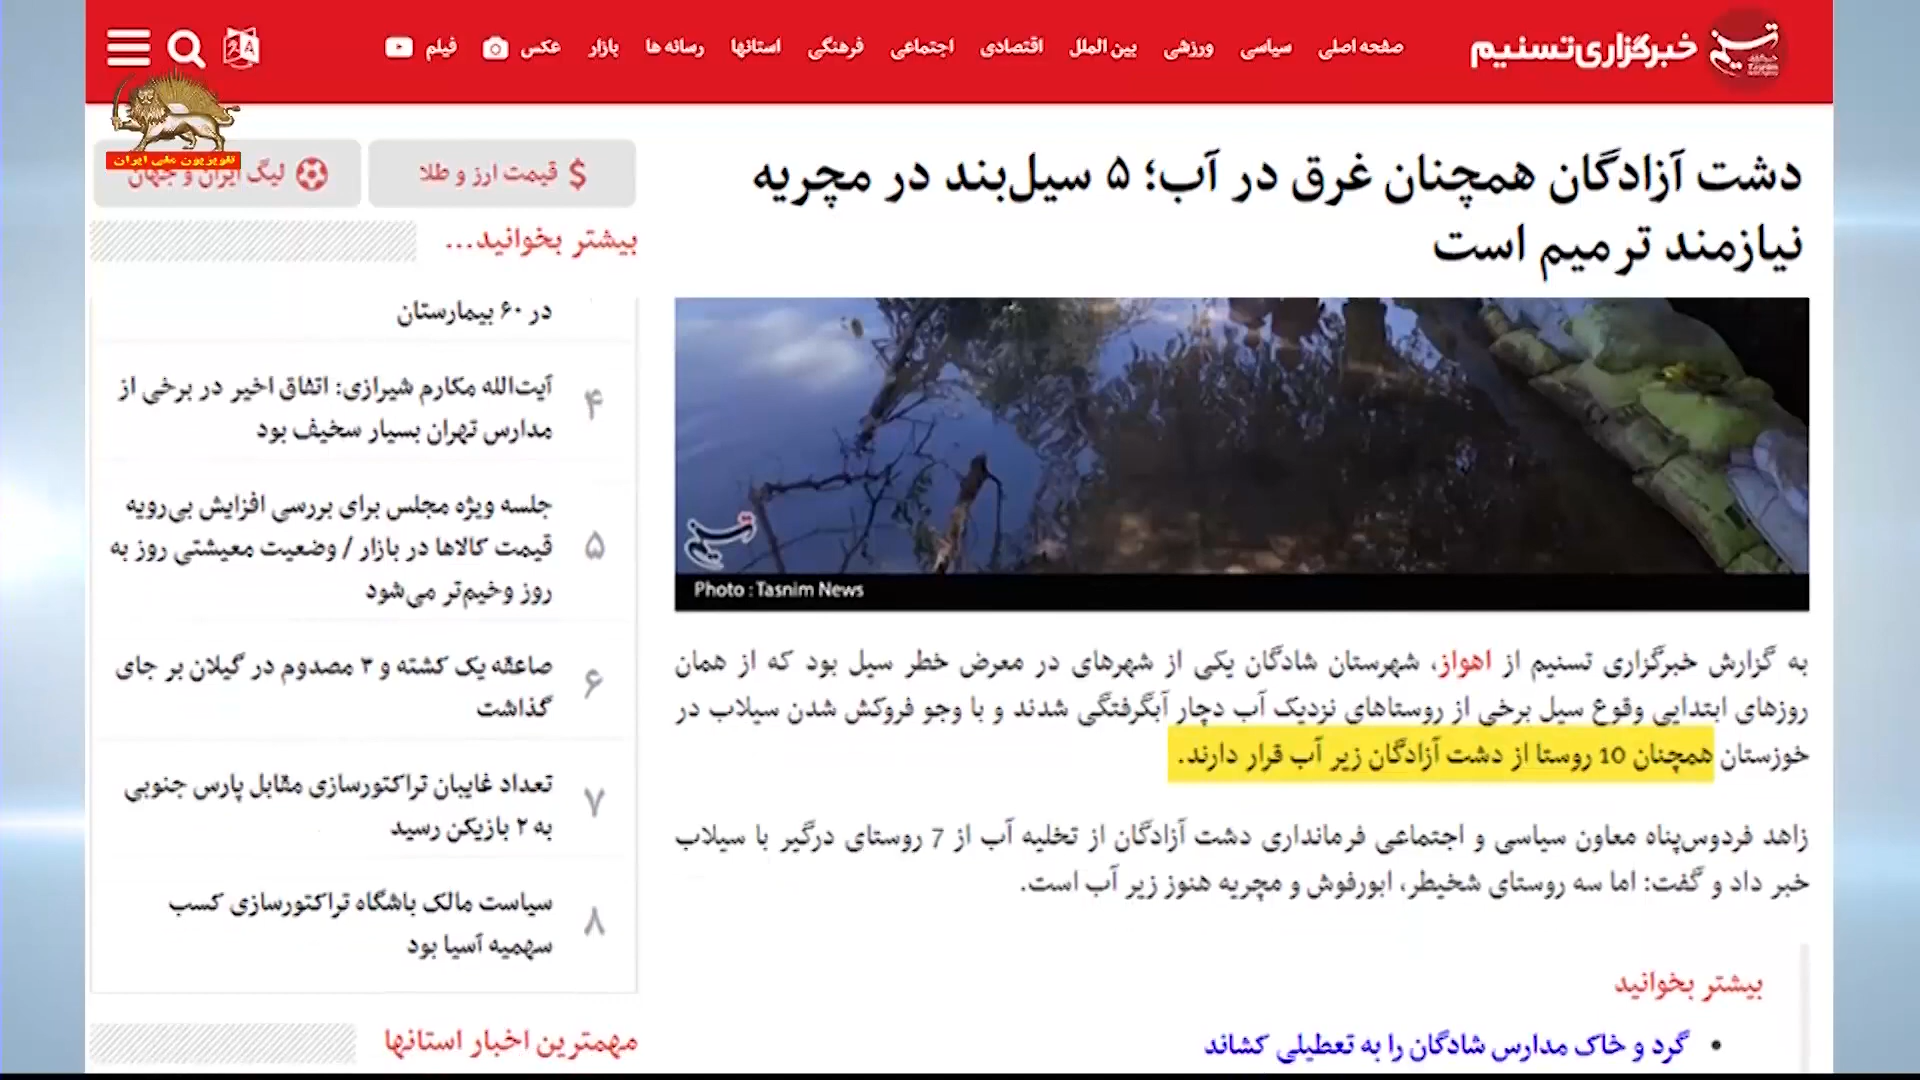 خبرگزاری تسنیم
صفحه اصلی
سیاسی
ورزشی
بین الملل
اقتصادی
اجتماعی
فرهنگی
استانها
رسانه ها
بازار
عکس
فیلم
تلویزیون ملی ایران
دشت آزادگان همچنان غرق در آب؛ ۵ سیل‌بند در مچریه
نیازمند ترمیم است
تسنیم
Photo : Tasnim News
به گزارش خبرگزاری تسنیم از اهواز، شهرستان شادگان یکی از شهرهای در معرض خطر سیل بود که از همان
روزهای ابتدایی وقوع سیل برخی از روستاهای نزدیک آب دچار آبگرفتگی شدند و با وجو فروکش شدن سیلاب در
خوزستان همچنان 10 روستا از دشت آزادگان زیر آب قرار دارند.
زاهد فردوس‌پناه معاون سیاسی و اجتماعی فرمانداری دشت آزادگان از تخلیه آب از 7 روستای درگیر با سیلاب
خبر داد و گفت: اما سه روستای شخیطر، ابورفوش و مچریه هنوز زیر آب است.
بیشتر بخوانید
گرد و خاک مدارس شادگان را به تعطیلی کشاند
قیمت ارز و طلا
لیگ ایران و جهان
بیشتر بخوانید...
در ۶۰ بیمارستان
۴
آیت‌الله مکارم شیرازی: اتفاق اخیر در برخی از
مدارس تهران بسیار سخیف بود
۵
جلسه ویژه مجلس برای بررسی افزایش بی‌رویه
قیمت کالاها در بازار / وضعیت معیشتی روز به
روز وخیم‌تر می‌شود
۶
صاعقه یک کشته و ۳ مصدوم در گیلان بر جای
گذاشت
۷
تعداد غایبان تراکتورسازی مقابل پارس جنوبی
به ۲ بازیکن رسید
۸
سیاست مالک باشگاه تراکتورسازی کسب
سهمیه آسیا بود
مهمترین اخبار استانها